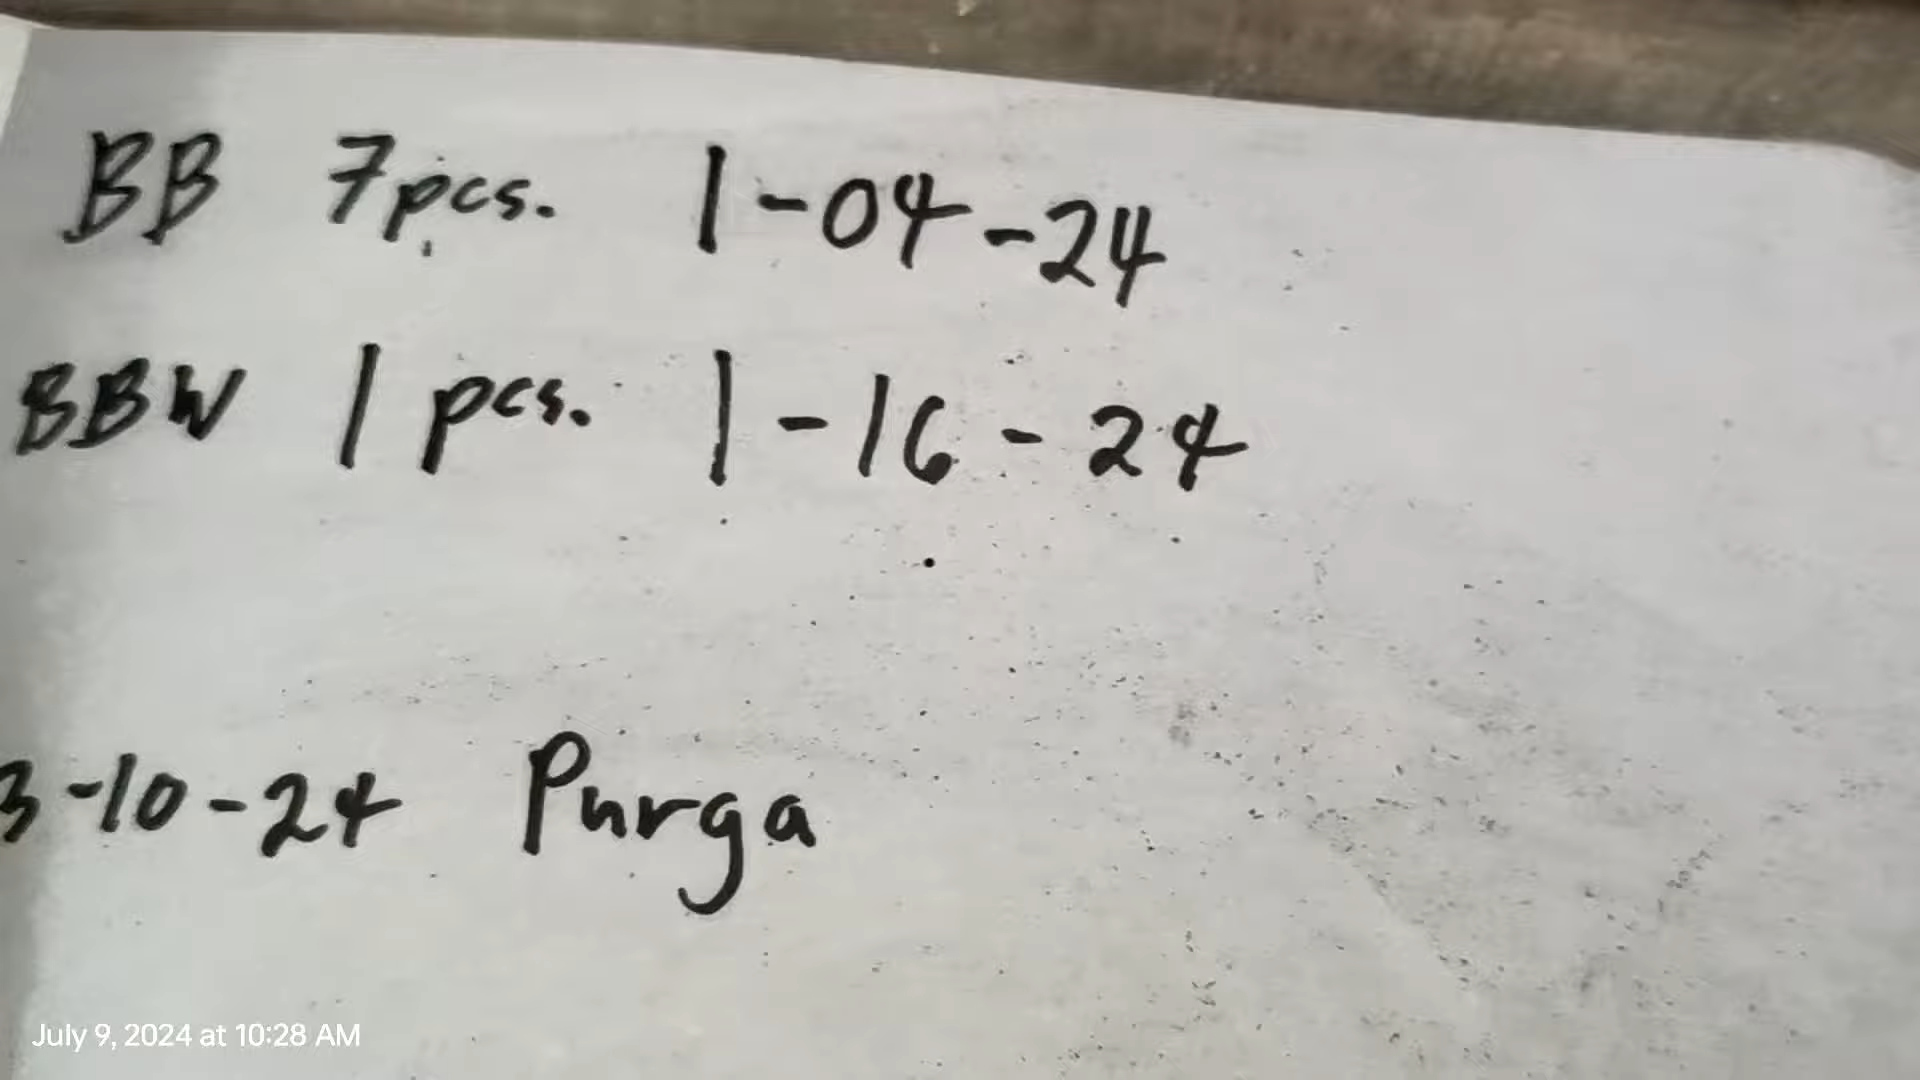 BB 7pcs. 1-04-24
BBW 1 pcs. 1-16-24
3-10-24 Purga
July 9, 2024 at 10:28 AM